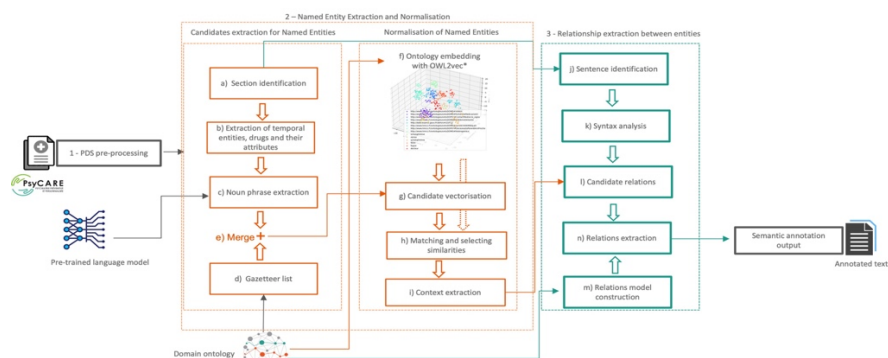 2 – Named Entity Extraction and Normalisation
Candidates extraction for Named Entities
Normalisation of Named Entities
3 - Relationship extraction between entities
a) Section identification
b) Extraction of temporal
entities, drugs and their
attributes
1 - PDS pre-processing
PsyCARE
c) Noun phrase extraction
e) Merge +
Pre-trained language model
d) Gazetteer list
Domain ontology
f) Ontology embedding
with OWL2vec*
g) Candidate vectorisation
h) Matching and selecting
similarities
i) Context extraction
j) Sentence identification
k) Syntax analysis
l) Candidate relations
n) Relations extraction
m) Relations model
construction
Semantic annotation
output
Annotated text